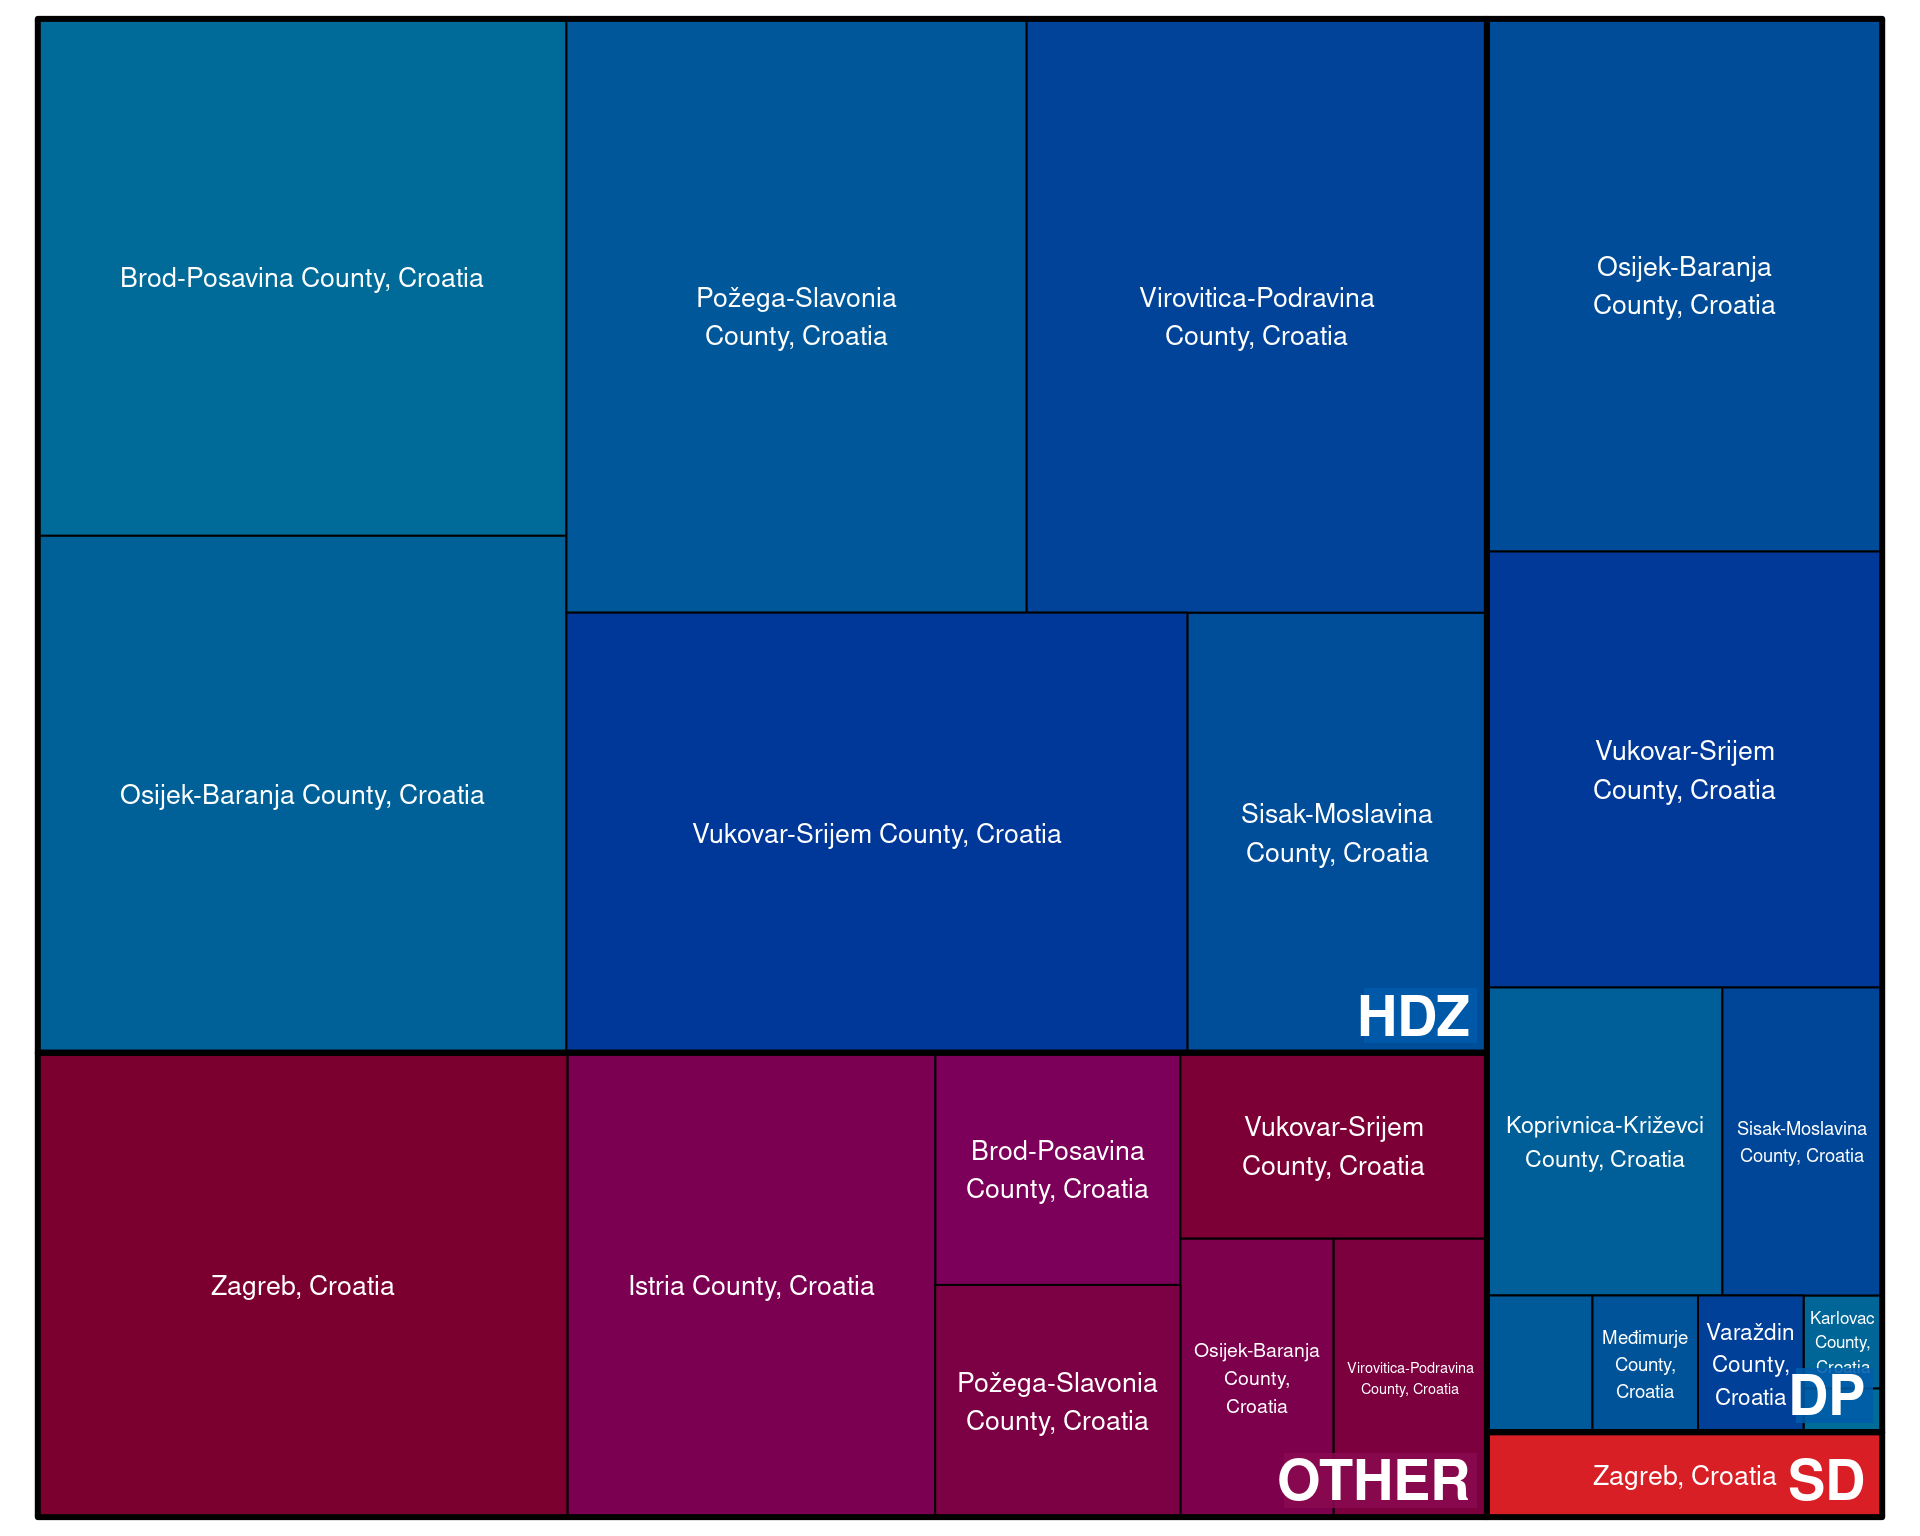 Brod-Posavina County, Croatia
Požega-Slavonia
County, Croatia
Virovitica-Podravina
County, Croatia
Osijek-Baranja
County, Croatia
Osijek-Baranja County, Croatia
Vukovar-Srijem County, Croatia
Sisak-Moslavina
County, Croatia
HDZ
Vukovar-Srijem
County, Croatia
Koprivnica-Križevci
County, Croatia
Sisak-Moslavina
County, Croatia
Međimurje
County,
Croatia
Varaždin
County,
Croatia
Karlovac
County,
Croatia
DP
Zagreb, Croatia
Istria County, Croatia
Brod-Posavina
County, Croatia
Požega-Slavonia
County, Croatia
Vukovar-Srijem
County, Croatia
Osijek-Baranja
County,
Croatia
Virovitica-Podravina
County, Croatia
OTHER
Zagreb, Croatia
SD